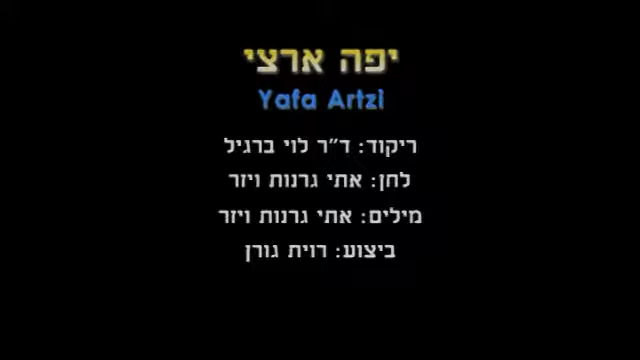 יפה ארצי
Yafa Artzi
ריקוד: ד"ר לוי ברגיל
לחן: אתי גרנות ויזר
מילים: אתי גרנות ויזר
ביצוע: רוית גורן